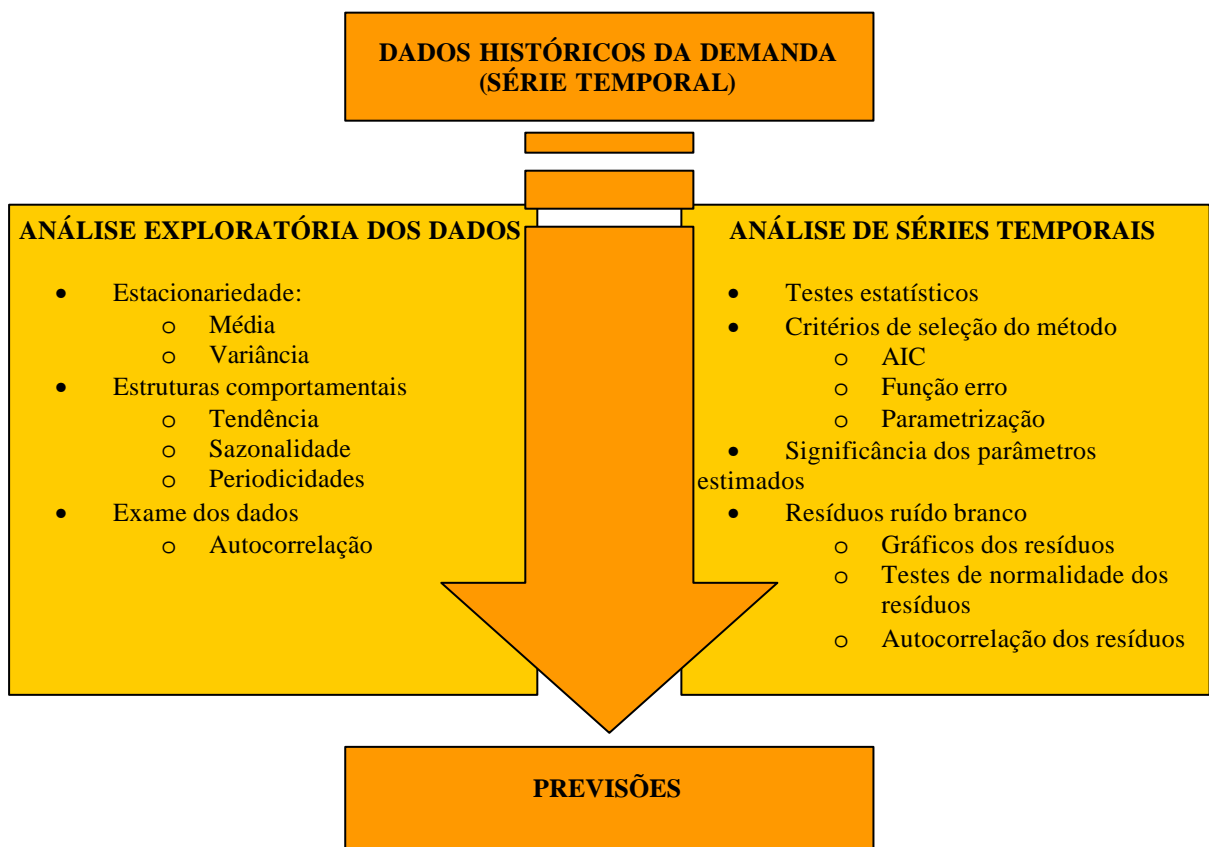 DADOS HISTÓRICOS DA DEMANDA
(SÉRIE TEMPORAL)
ANÁLISE EXPLORATÓRIA DOS DADOS
• Estacionariedade:
o Média
o Variância
• Estruturas comportamentais
o Tendência
o Sazonalidade
o Periodicidades
• Exame dos dados
o Autocorrelação
ANÁLISE DE SÉRIES TEMPORAIS
• Testes estatísticos
• Critérios de seleção do método
o AIC
o Função erro
o Parametrização
• Significância dos parâmetros
estimados
• Resíduos ruído branco
o Gráficos dos resíduos
o Testes de normalidade dos
resíduos
o Autocorrelação dos resíduos
PREVISÕES